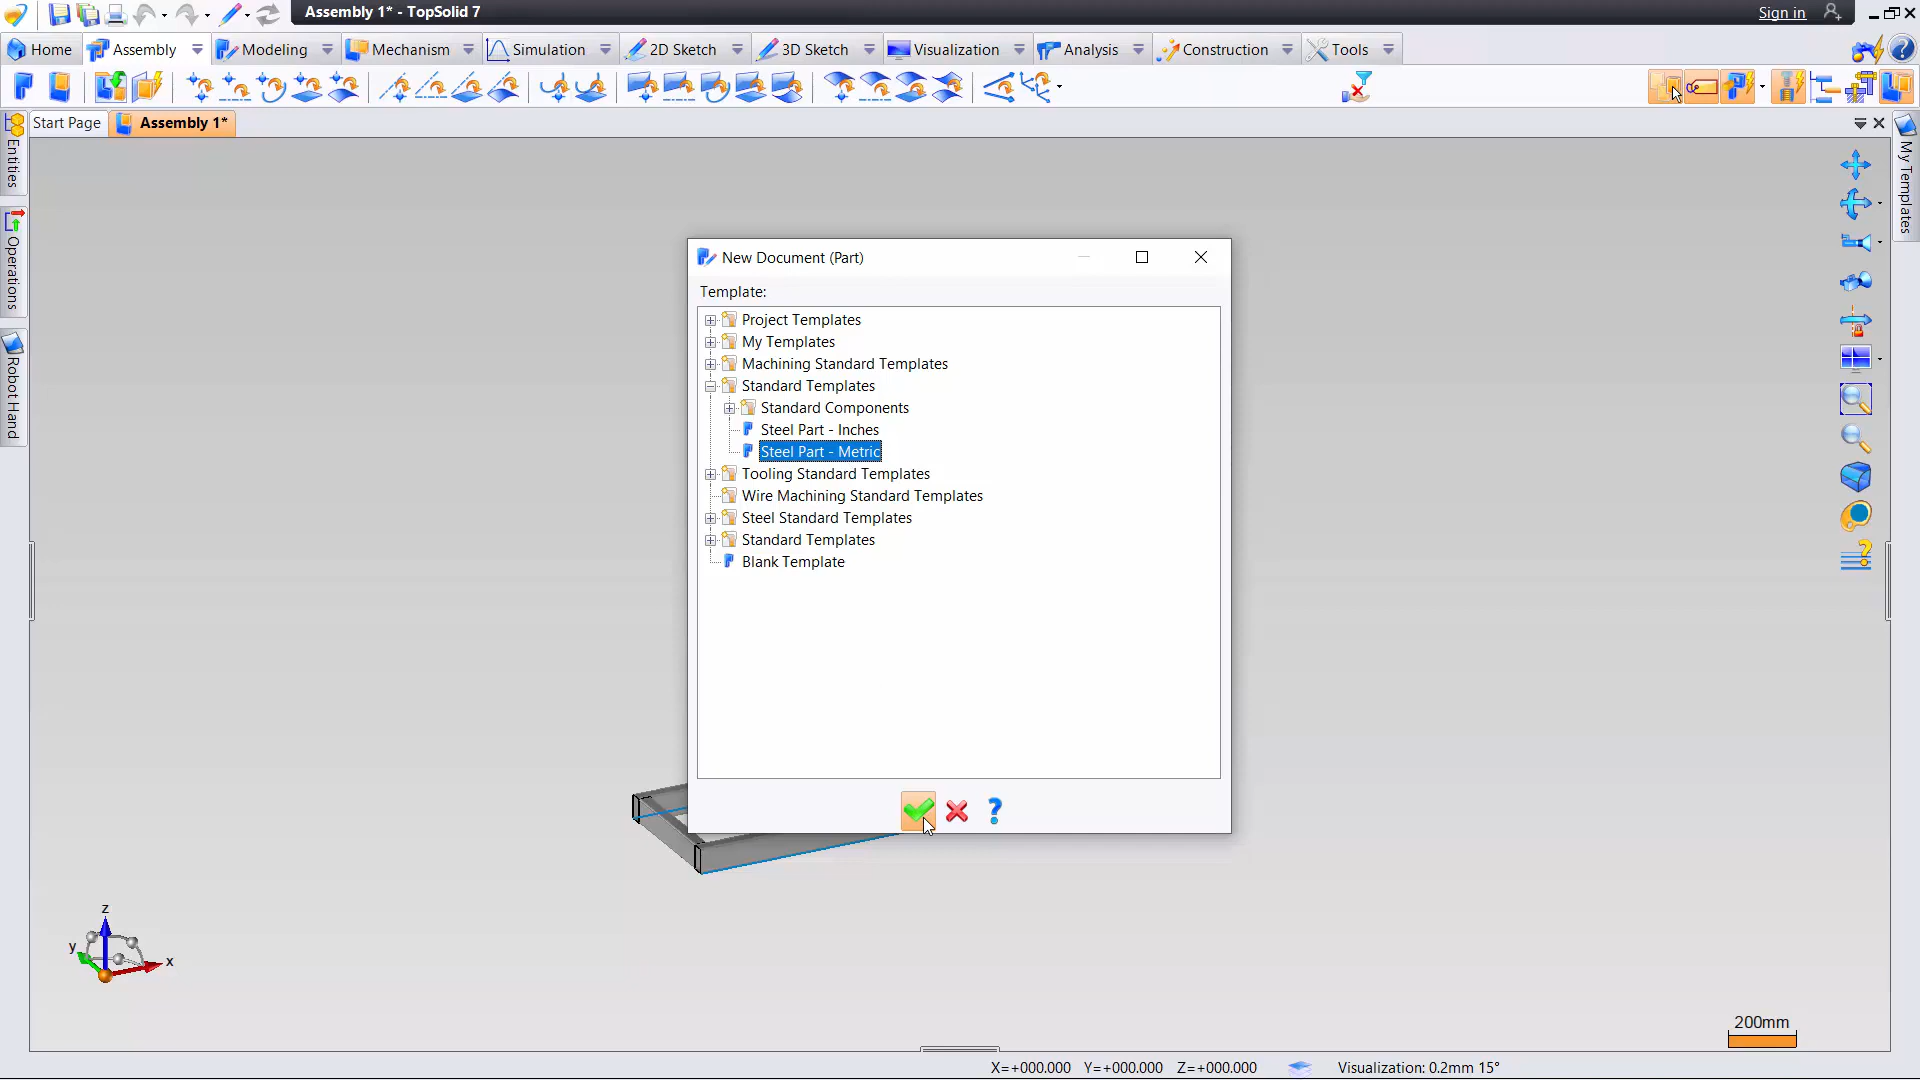 Assembly 1* - TopSolid 7
Sign in
Home
Assembly
Modeling
Mechanism
Simulation
2D Sketch
3D Sketch
Visualization
Analysis
Construction
Tools
Start Page
Assembly 1*
Entities
Operations
Robot Hand
My Templates
New Document (Part)
Template:
Project Templates
My Templates
Machining Standard Templates
Standard Templates
Standard Components
Steel Part - Inches
Steel Part - Metric
Tooling Standard Templates
Wire Machining Standard Templates
Steel Standard Templates
Standard Templates
Blank Template
z
y
x
200mm
X=+000.000 Y=+000.000 Z=+000.000
Visualization: 0.2mm 15°